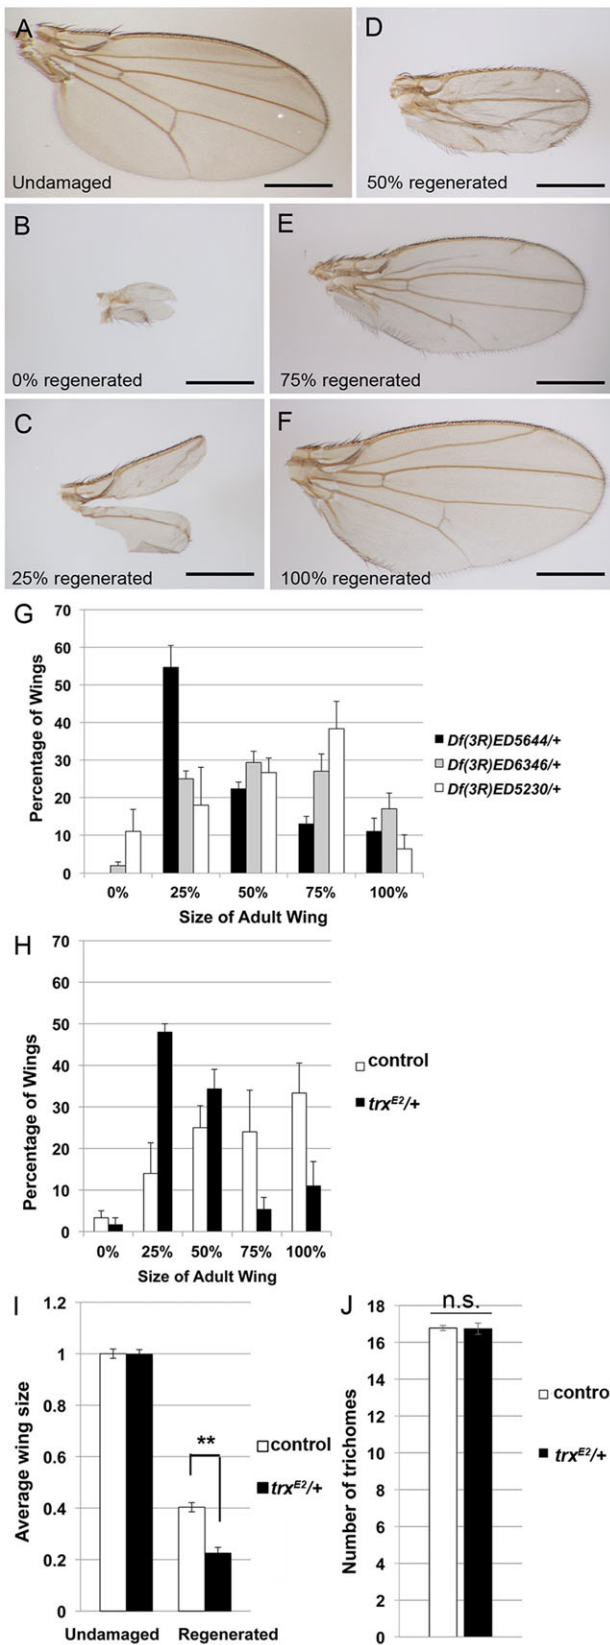 A
Undamaged
D
50% regenerated
B
0% regenerated
E
75% regenerated
C
25% regenerated
F
100% regenerated
G
Percentage of Wings
70
60
50
40
30
20
10
0
0% 25% 50% 75% 100%
Size of Adult Wing
Df(3R)ED5644/+
Df(3R)ED6346/+
Df(3R)ED5230/+
H
Percentage of Wings
70
60
50
40
30
20
10
0
0% 25% 50% 75% 100%
Size of Adult Wing
control
trxE2/+
I
Average wing size
1.2
1
0.8
0.6
0.4
0.2
0
**
Undamaged Regenerated
control
trxE2/+
J
n.s.
Number of trichomes
18
16
14
12
10
8
6
4
2
0
contro
trxE2/+